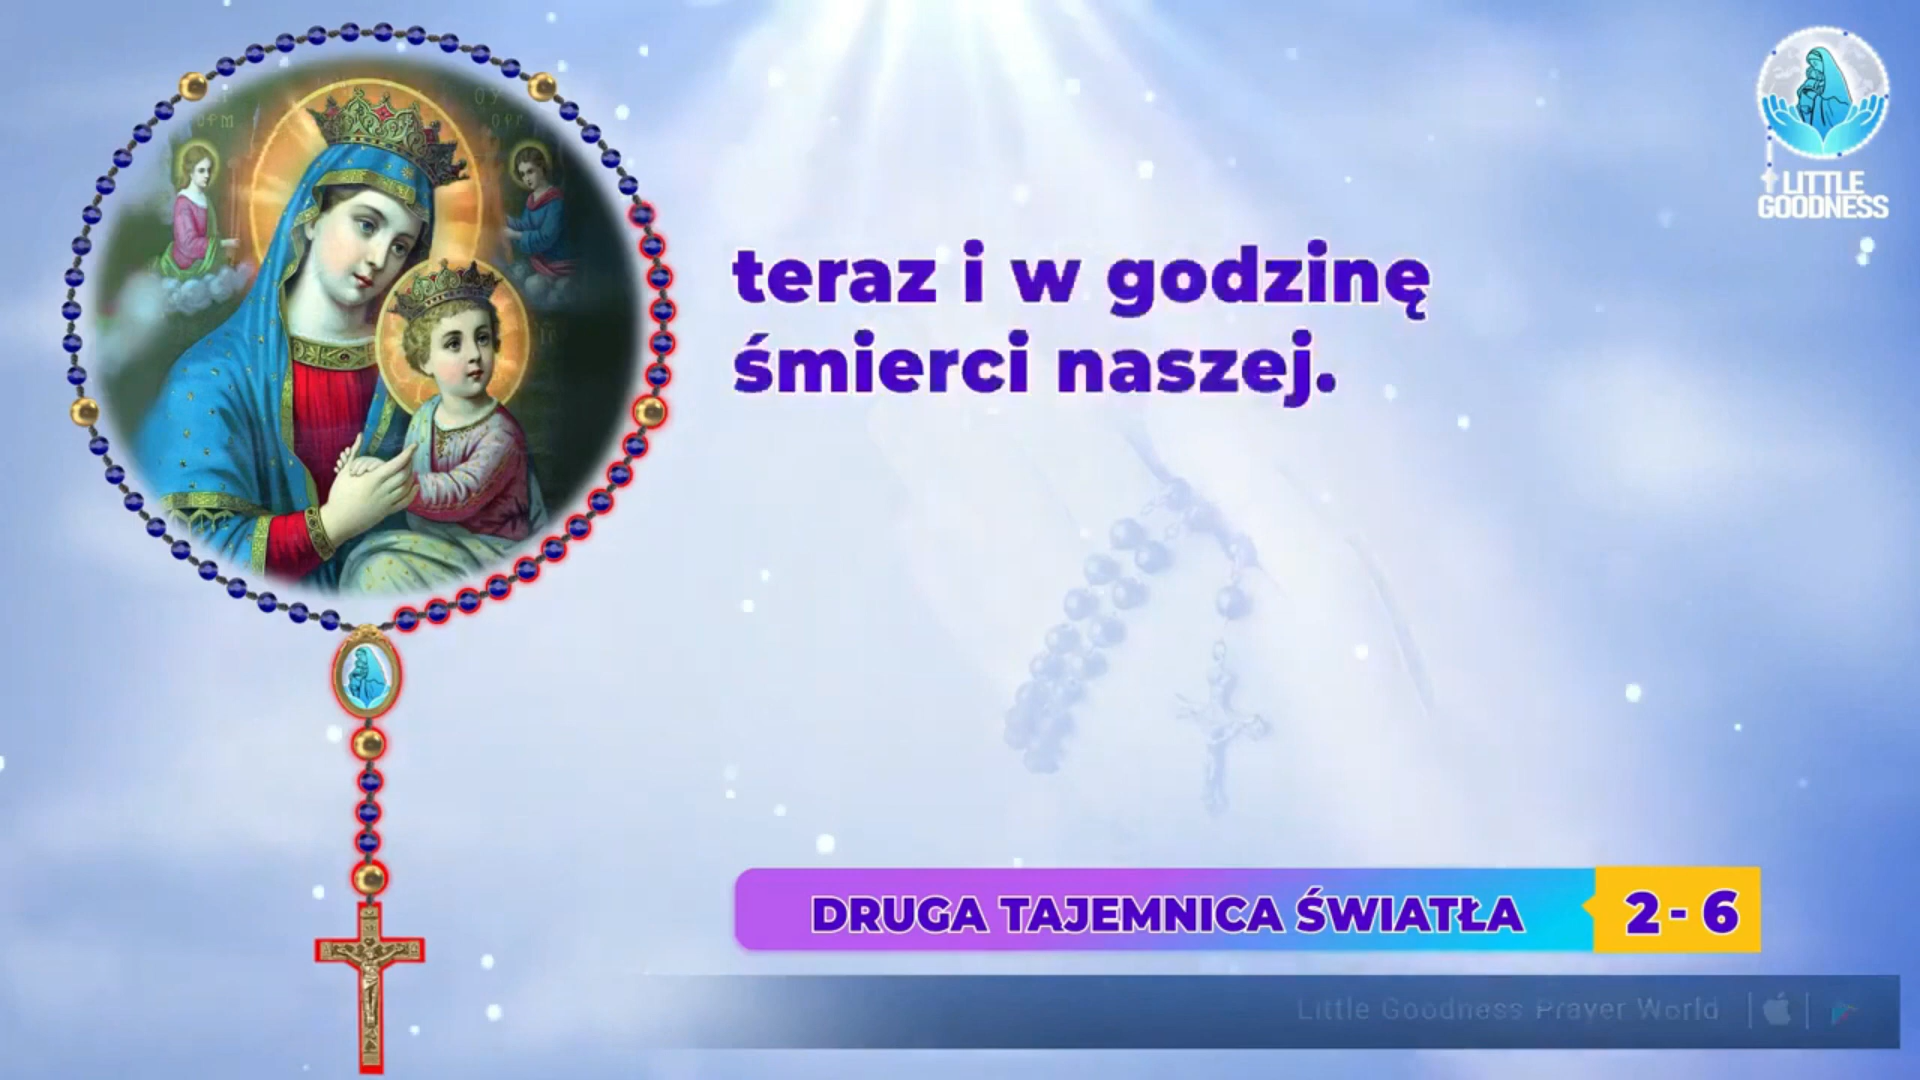 LITTLE
GOODNESS
teraz i w godzinę
śmierci naszej.
DRUGA TAJEMNICA ŚWIATŁA
2 - 6
Little Goodness Prayer World